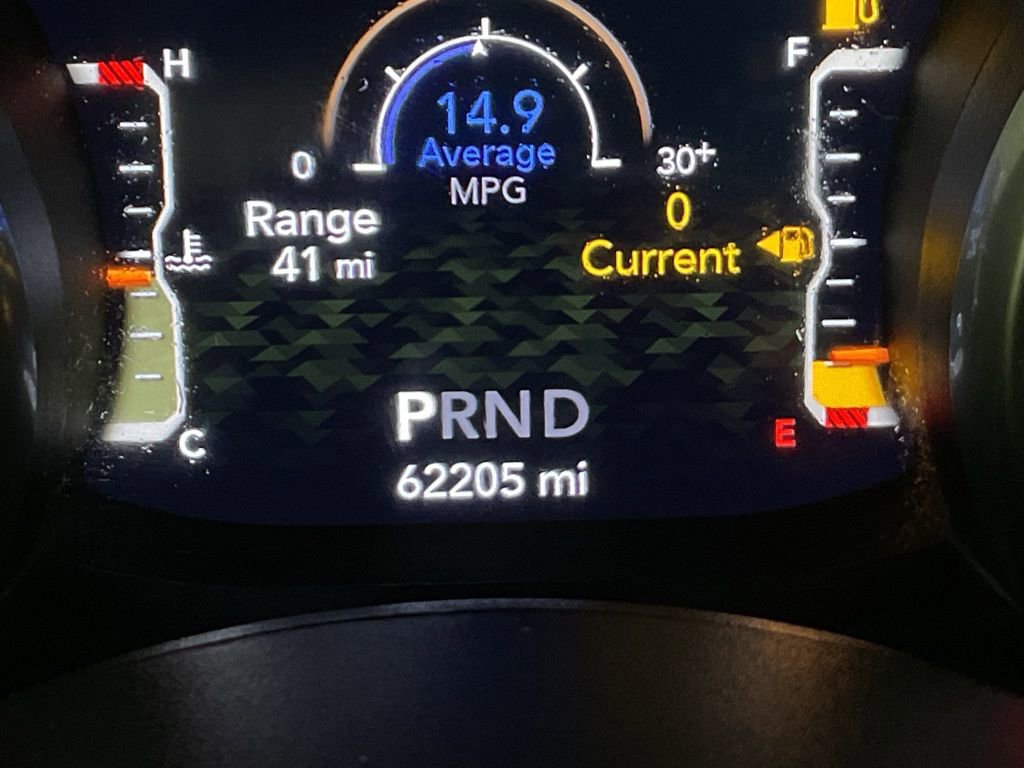 H
F
14.9
Average
MPG
0
30+
Range
41 mi
0
Current
PRND
C
E
62205 mi